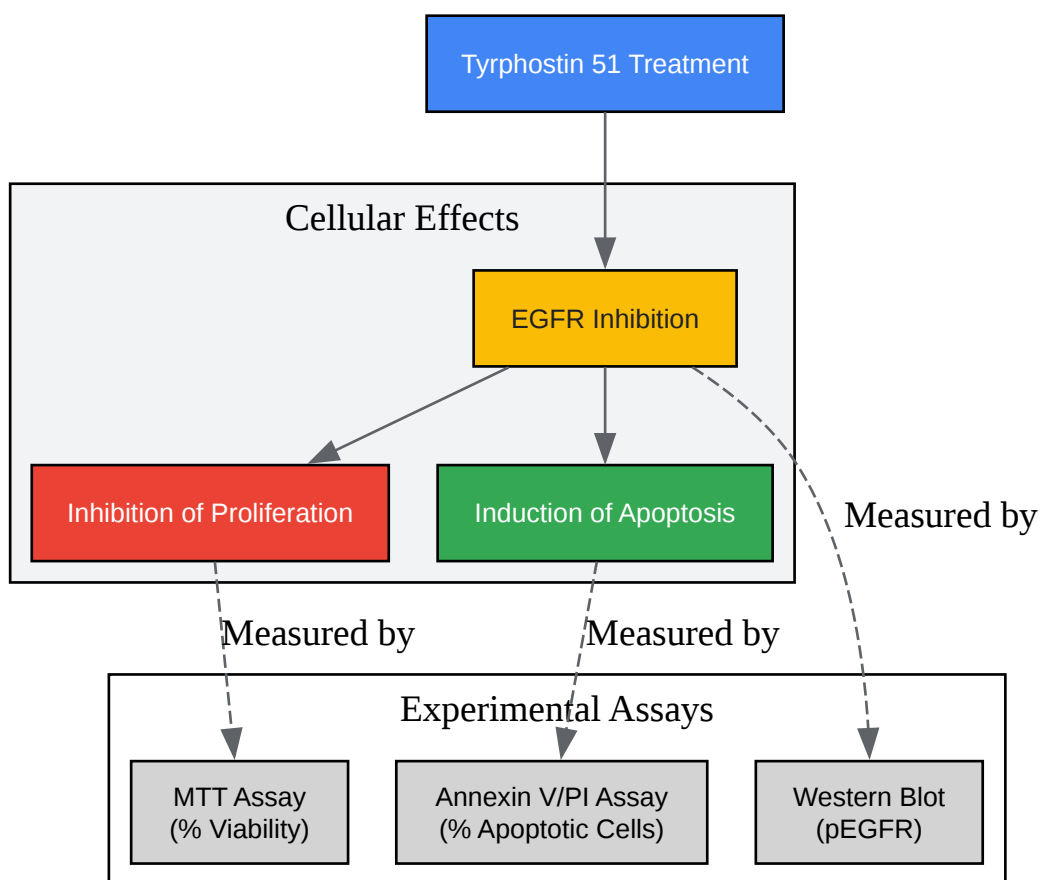 Tyrphostin 51 Treatment
Cellular Effects
EGFR Inhibition
Inhibition of Proliferation
Induction of Apoptosis
Measured by
Measured by
Measured by
Experimental Assays
MTT Assay
(% Viability)
Annexin V/PI Assay
(% Apoptotic Cells)
Western Blot
(pEGFR)